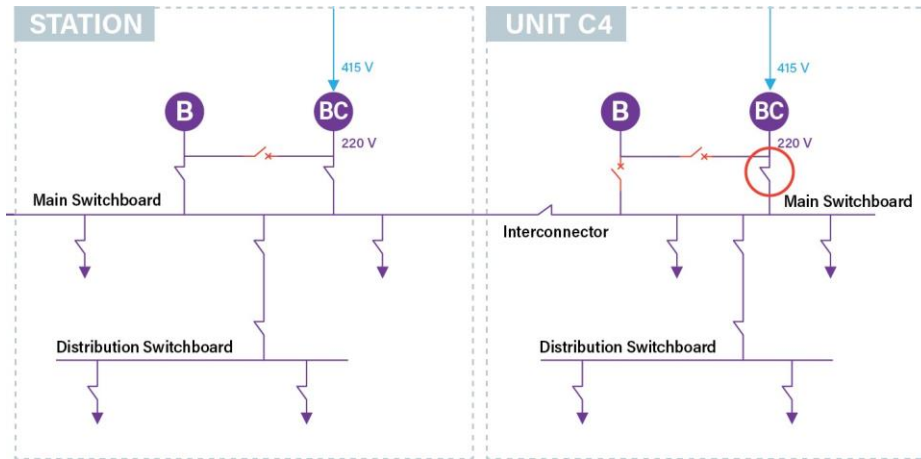 STATION
UNIT C4
415 V
415 V
B
BC
B
BC
220 V
220 V
Main Switchboard
Main Switchboard
Interconnector
Distribution Switchboard
Distribution Switchboard